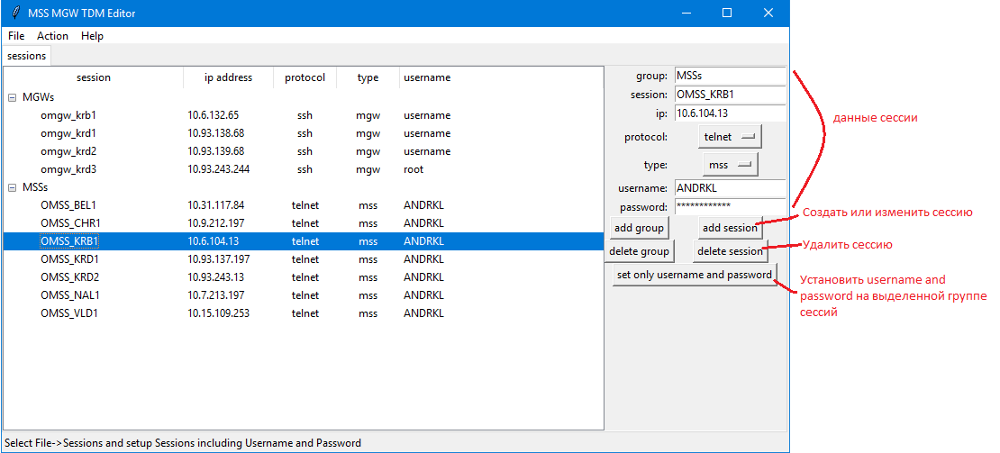 MSS MGW TDM Editor
File Action Help
sessions
session ip address protocol type username
MGWs
omgw_krb1 10.6.132.65 ssh mgw username
omgw_krd1 10.93.138.68 ssh mgw username
omgw_krd2 10.93.139.68 ssh mgw username
omgw_krd3 10.93.243.244 ssh mgw root
MSSs
OMSS_BEL1 10.31.117.84 telnet mss ANDRKL
OMSS_CHR1 10.9.212.197 telnet mss ANDRKL
OMSS_KRB1 10.6.104.13 telnet mss ANDRKL
OMSS_KRD1 10.93.137.197 telnet mss ANDRKL
OMSS_KRD2 10.93.243.13 telnet mss ANDRKL
OMSS_NAL1 10.7.213.197 telnet mss ANDRKL
OMSS_VLD1 10.15.109.253 telnet mss ANDRKL
group: MSSs
session: OMSS_KRB1
ip: 10.6.104.13
protocol: telnet
type: mss
username: ANDRKL
password: ************
add group add session
delete group delete session
set only username and password
данные сессии
Создать или изменить сессию
Удалить сессию
Установить username and
password на выделенной группе
сессий
Select File->Sessions and setup Sessions including Username and Password